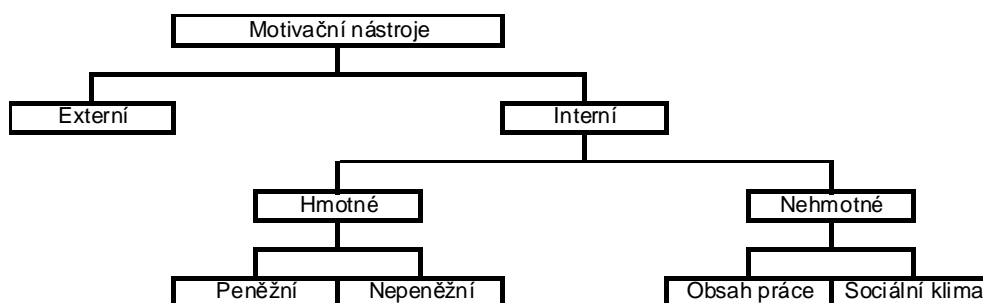 Motivační nástroje
Externí
Interní
Hmotné
Nehmotné
Peněžní
Nepeněžní
Obsah práce
Sociální klima